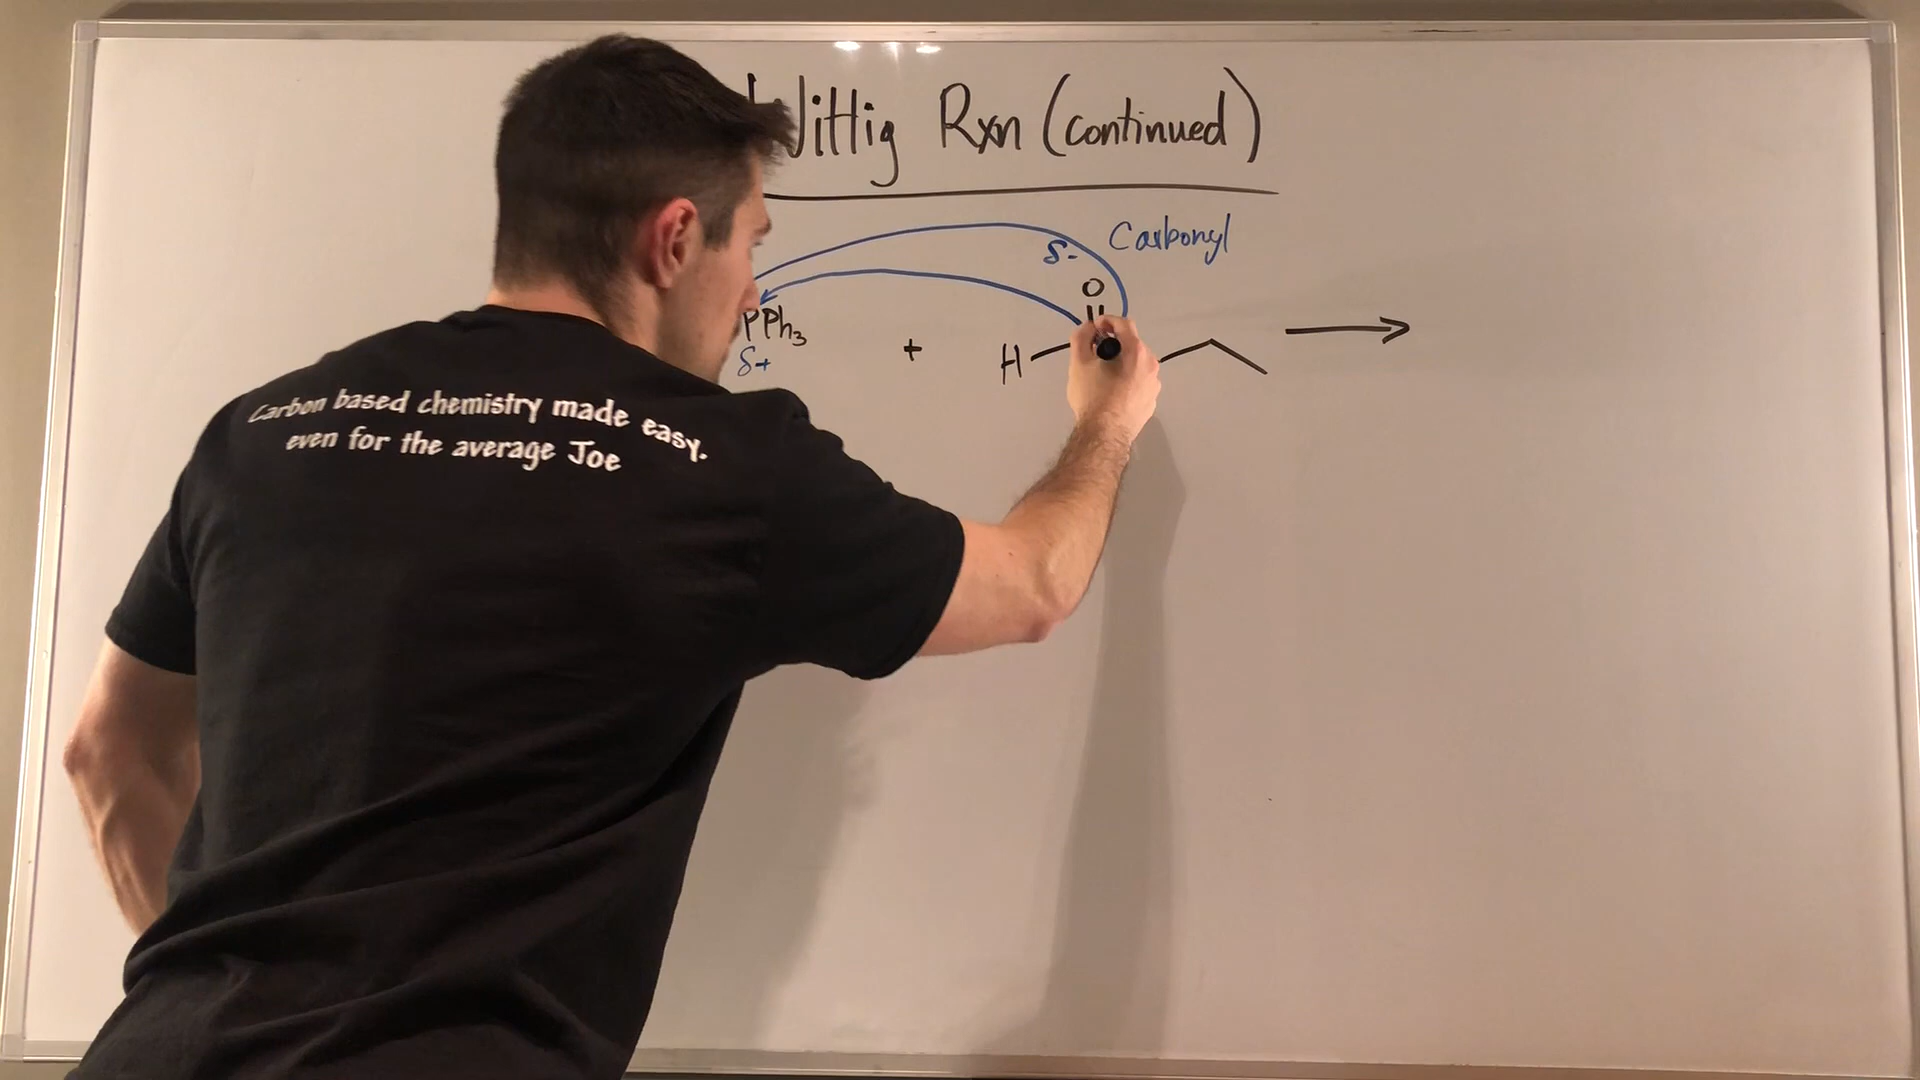 Wittig Rxn (continued)
Carbonyl
δ-
O
PPh₃
δ+
+
H
Carbon based chemistry made easy.
even for the average Joe